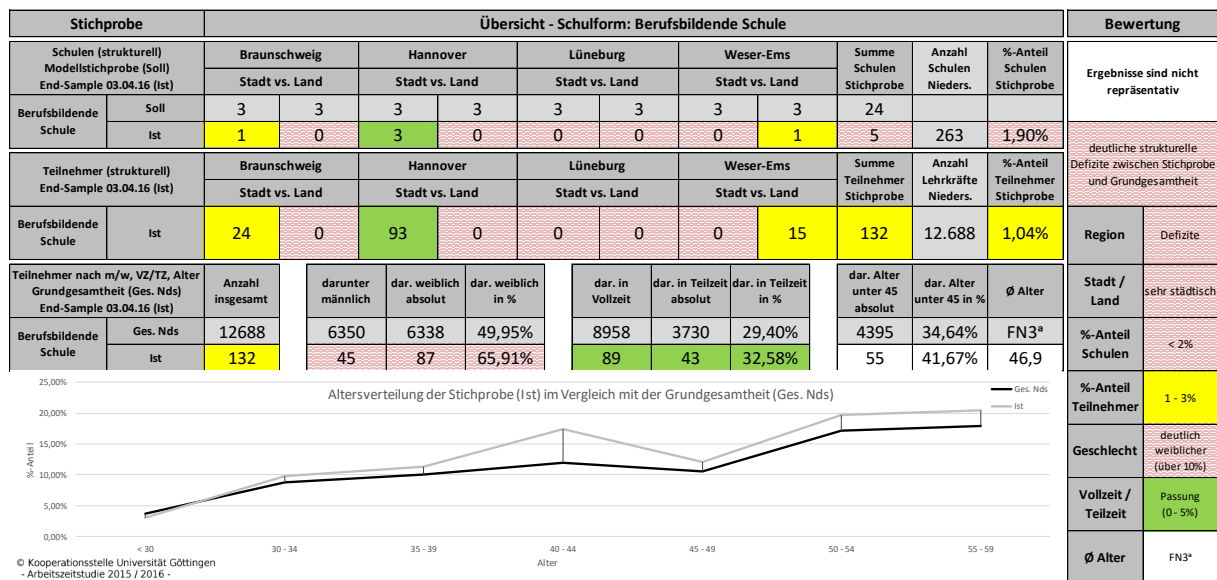 Stichprobe Übersicht - Schulform: Berufsbildende Schule Bewertung
Schulen (strukturell)
Modellstichprobe (Soll)
End-Sample 03.04.16 (Ist)
Braunschweig Hannover Lüneburg Weser-Ems
Stadt vs. Land Stadt vs. Land Stadt vs. Land Stadt vs. Land
Summe
Schulen
Stichprobe
Anzahl
Schulen
Nieders.
%-Anteil
Schulen
Stichprobe
Ergebnisse sind nicht
repräsentativ
Berufsbildende
Schule
Soll 3 3 3 3 3 3 3 3 24
Ist 1 0 3 0 0 0 0 1 5 263 1,90%
deutliche strukturelle
Defizite zwischen Stichprobe
und Grundgesamtheit
Teilnehmer (strukturell)
End-Sample 03.04.16 (Ist)
Braunschweig Hannover Lüneburg Weser-Ems
Stadt vs. Land Stadt vs. Land Stadt vs. Land Stadt vs. Land
Summe
Teilnehmer
Stichprobe
Anzahl
Lehrkräfte
Nieders.
%-Anteil
Teilnehmer
Stichprobe
Berufsbildende
Schule
Ist 24 0 93 0 0 0 0 15 132 12.688 1,04%
Region Defizite
Teilnehmer nach m/w, VZ/TZ, Alter
Grundgesamtheit (Ges. Nds)
End-Sample 03.04.16 (Ist)
Anzahl
insgesamt
darunter
männlich
dar. weiblich
absolut
dar. weiblich
in %
dar. in
Vollzeit
dar. in Teilzeit
absolut
dar. in Teilzeit
in %
dar. Alter
unter 45
absolut
dar. Alter
unter 45 in %
Ø Alter
Stadt /
Land
sehr städtisch
Berufsbildende
Schule
Ges. Nds 12688 6350 6338 49,95% 8958 3730 29,40% 4395 34,64% FN3ª
Ist 132 45 87 65,91% 89 43 32,58% 55 41,67% 46,9
%-Anteil
Schulen
< 2%
%-Anteil
Teilnehmer
1 - 3%
Geschlecht
deutlich
weiblicher
(über 10%)
Vollzeit /
Teilzeit
Passung
(0 - 5%)
Ø Alter FN3ª
Altersverteilung der Stichprobe (Ist) im Vergleich mit der Grundgesamtheit (Ges. Nds)
Ges. Nds
Ist
25,00%
20,00%
15,00%
10,00%
5,00%
0,00%
%-Anteil
< 30 30 - 34 35 - 39 40 - 44 45 - 49 50 - 54 55 - 59
Alter
© Kooperationsstelle Universität Göttingen
- Arbeitszeitstudie 2015 / 2016 -